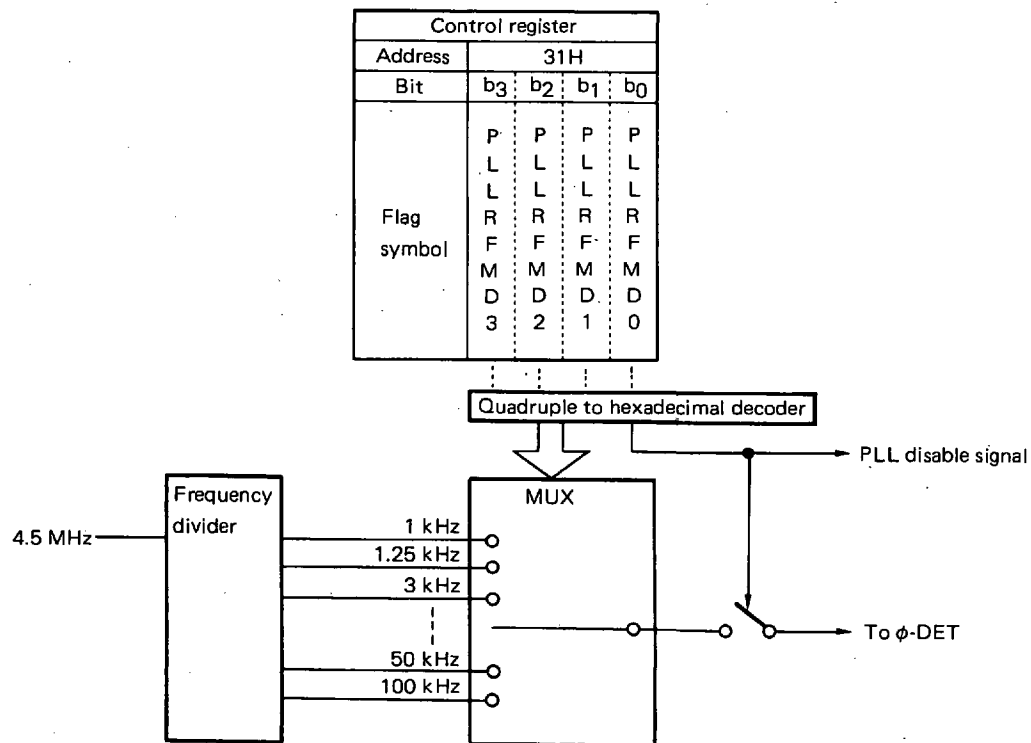 Control register
Address 31H
Bit b3 b2 b1 b0
Flag symbol PLLRFMD3 PLLRFMD2 PLLRFMD1 PLLRFMD0
Quadruple to hexadecimal decoder
PLL disable signal
Frequency divider
MUX
4.5 MHz
1 kHz
1.25 kHz
3 kHz
50 kHz
100 kHz
To φ-DET